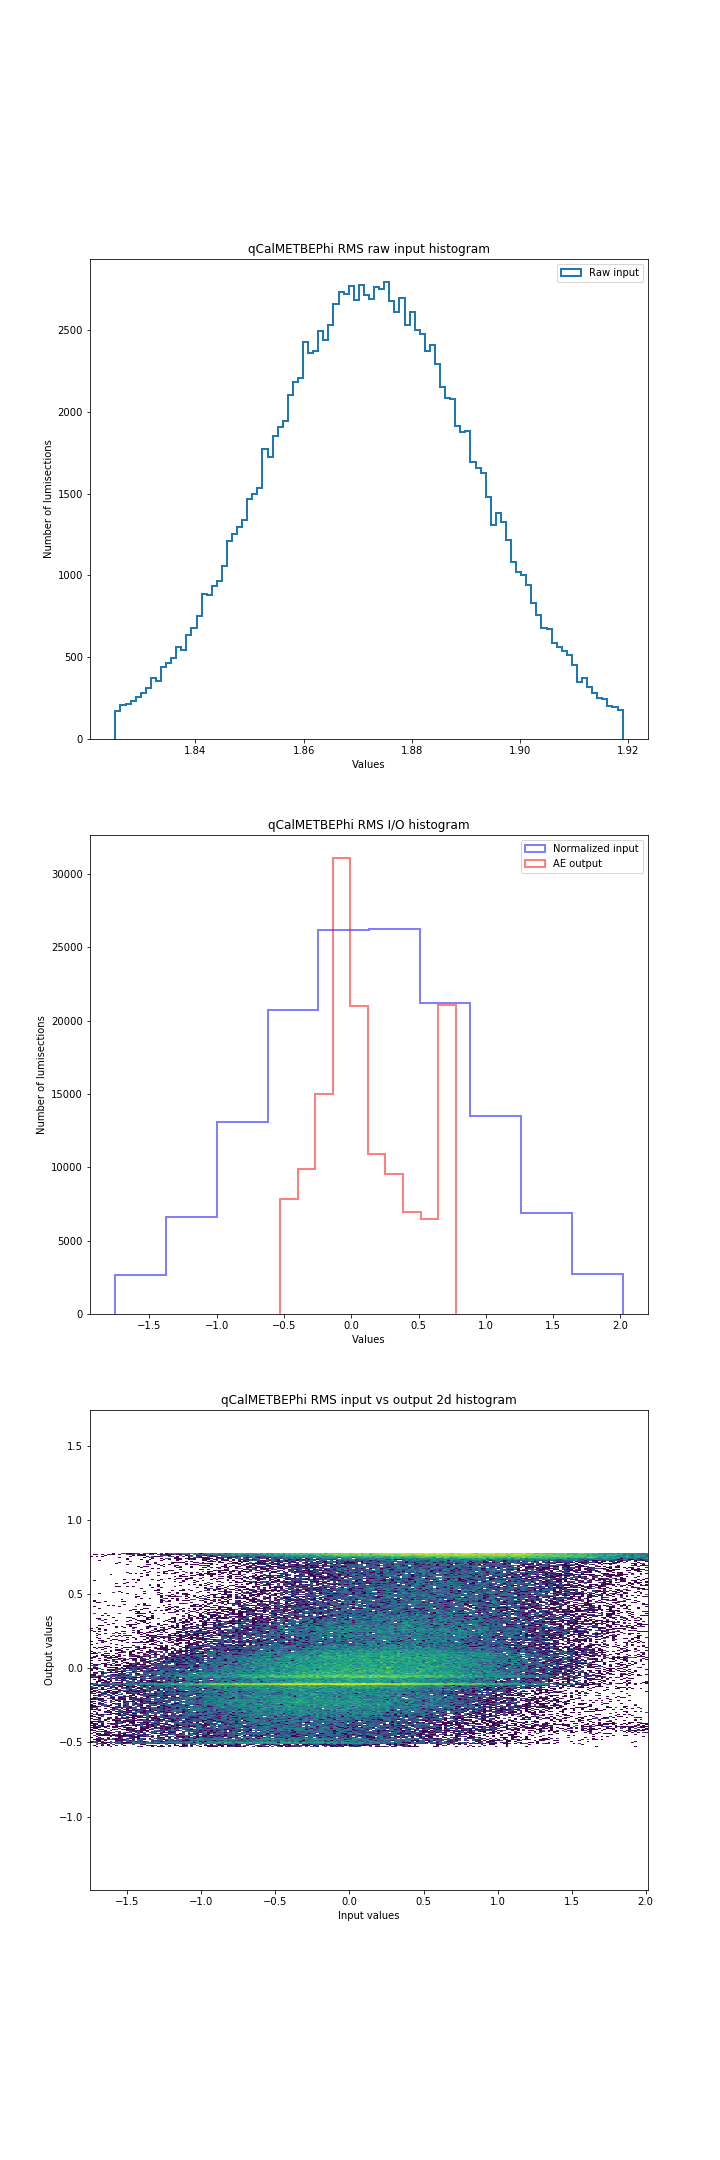 qCalMETBEPhi RMS raw input histogram
Raw input
2500
2000
1500
1000
500
0
Number of lumisections
1.84 1.86 1.88 1.90 1.92
Values
qCalMETBEPhi RMS I/O histogram
Normalized input
AE output
30000
25000
20000
15000
10000
5000
0
Number of lumisections
−1.5 −1.0 −0.5 0.0 0.5 1.0 1.5 2.0
Values
qCalMETBEPhi RMS input vs output 2d histogram
1.5
1.0
0.5
0.0
−0.5
−1.0
Output values
−1.5 −1.0 −0.5 0.0 0.5 1.0 1.5 2.0
Input values